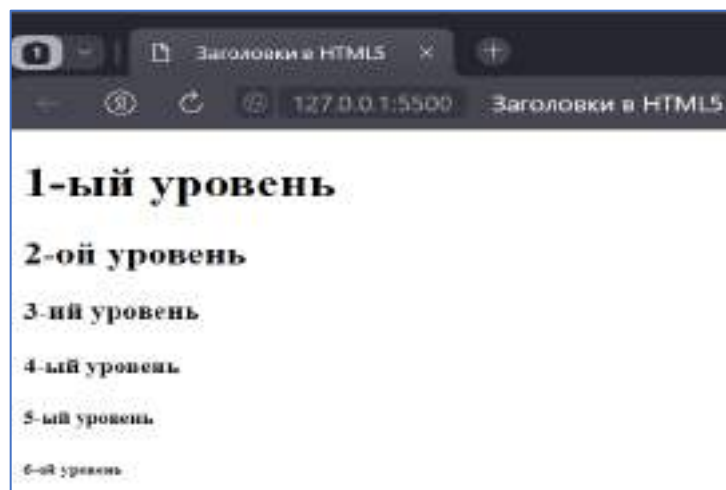 1 Заголовки в HTML5
Я 127.0.0.1:5500 Заголовки в HTML5
1-ый уровень
2-ой уровень
3-ий уровень
4-ый уровень
5-ый уровень
6-ой уровень